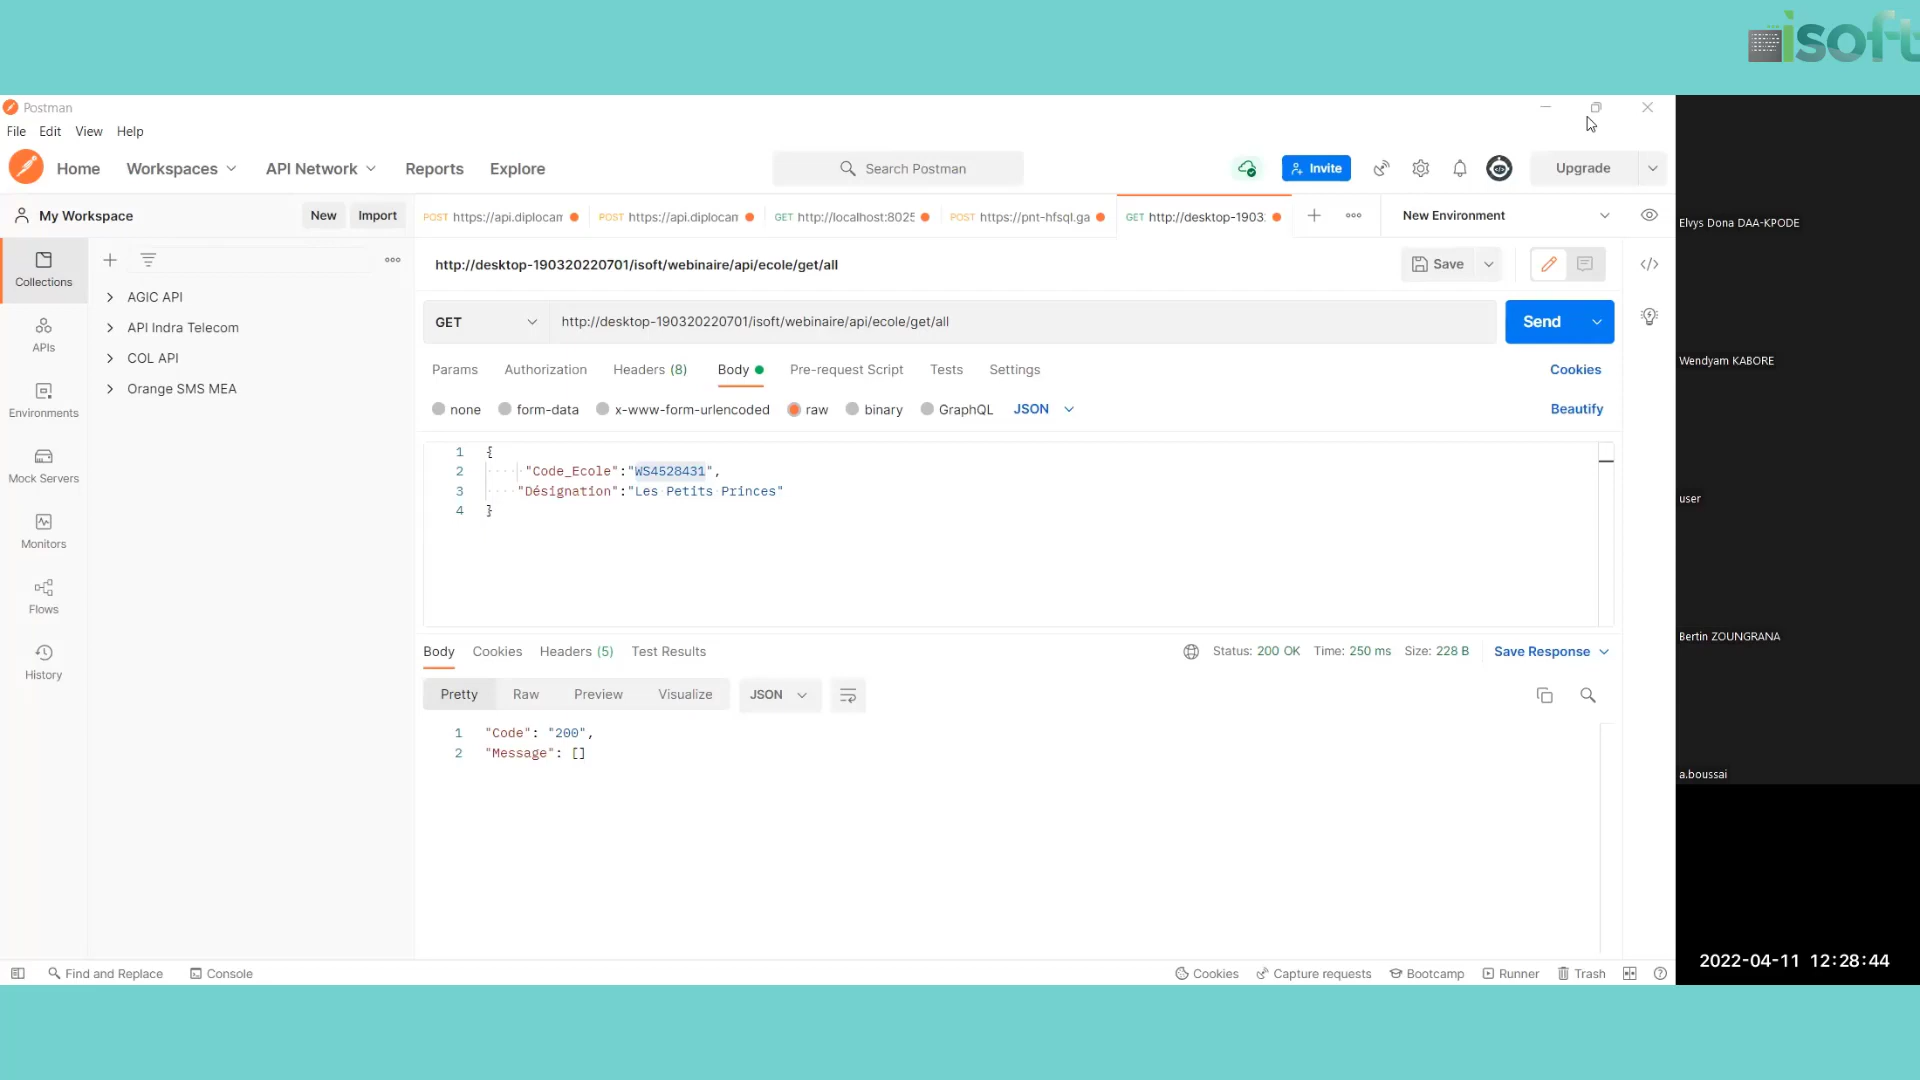 isoft
Postman
File Edit View Help
Home Workspaces API Network Reports Explore Search Postman Invite Upgrade
My Workspace New Import
POST https://api.diplocam POST https://api.diplocam GET http://localhost:8025 POST https://pnt-hfsql.ga GET http://desktop-1903 New Environment
http://desktop-190320220701/isoft/webinaire/api/ecole/get/all Save
Collections
APIs
Environments
Mock Servers
Monitors
Flows
History
AGIC API
API Indra Telecom
COL API
Orange SMS MEA
GET http://desktop-190320220701/isoft/webinaire/api/ecole/get/all Send
Params Authorization Headers (8) Body Pre-request Script Tests Settings Cookies
none form-data x-www-form-urlencoded raw binary GraphQL JSON Beautify
1 {
2 "Code_Ecole":"WS4528431",
3 "Désignation":"Les Petits Princes"
4 }
Body Cookies Headers (5) Test Results Status: 200 OK Time: 250 ms Size: 228 B Save Response
Pretty Raw Preview Visualize JSON
1 "Code": "200",
2 "Message": []
Find and Replace Console Cookies Capture requests Bootcamp Runner Trash
Elvys Dona DAA-KPODE
Wendyam KABORE
user
Bertin ZOUNGRANA
a.boussai
2022-04-11 12:28:44